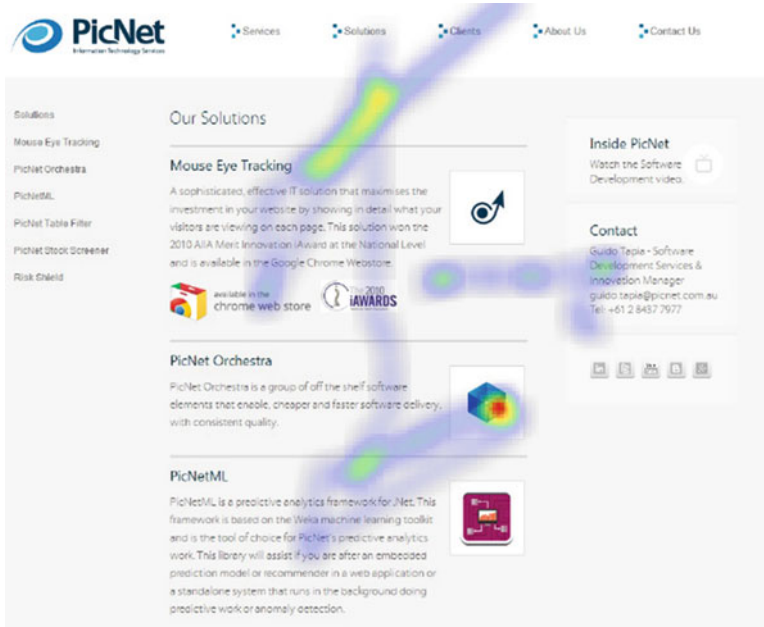 PicNet
Information Technology Services
Services
Solutions
Clients
About Us
Contact Us
Solutions
Mouse Eye Tracking
PicNet Orchestra
PicNetML
PicNet Table Filter
PicNet Stock Screener
Risk Shield
Our Solutions
Mouse Eye Tracking
A sophisticated, effective IT solution that maximises the
investment in your website by showing in detail what your
visitors are viewing on each page. This solution won the
2010 AIIA Merit Innovation iAward at the National Level
and is available in the Google Chrome Webstore.
available in the
chrome web store
The 2010
iAWARDS
PicNet Orchestra
PicNet Orchestra is a group of off the shelf software
elements that enable, cheaper and faster software delivery,
with consistent quality.
PicNetML
PicNetML is a predictive analytics framework for .Net. This
framework is based on the Weka machine learning toolkit
and is the tool of choice for PicNet's predictive analytics
work. This library will assist if you are after an embedded
prediction model or recommender in a web application or
a standalone system that runs in the background doing
predictive work or anomaly detection.
Inside PicNet
Watch the Software
Development video.
Contact
Guido Tapia - Software
Development Services &
Innovation Manager
guido.tapia@picnet.com.au
Tel: +61 2 8437 7977